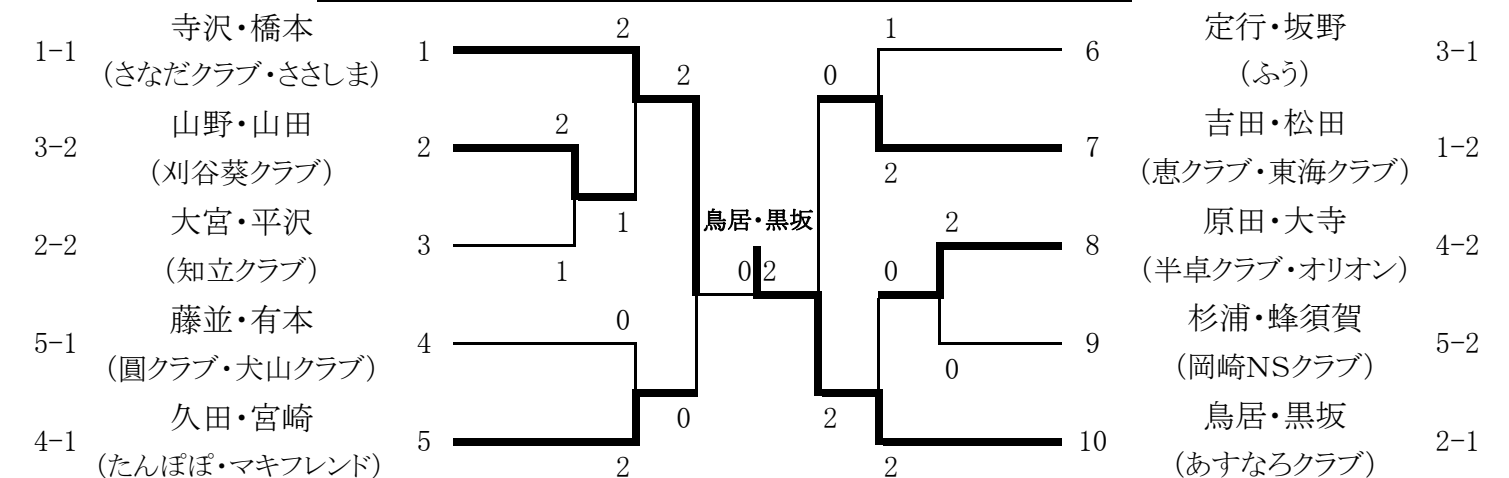 寺沢・橋本
1-1
(さなだクラブ・ささしま)
1
2
2
山野・山田
3-2
(刈谷葵クラブ)
2
2
1
大宮・平沢
2-2
(知立クラブ)
3
1
藤並・有本
5-1
(圓クラブ・犬山クラブ)
4
0
0
久田・宮崎
4-1
(たんぽぽ・マキフレンド)
5
2
鳥居・黒坂
0 2
1
0
定行・坂野
6
3-1
(ふう)
吉田・松田
7
1-2
(恵クラブ・東海クラブ)
2
2
原田・大寺
8
4-2
(半卓クラブ・オリオン)
0
杉浦・蜂須賀
9
5-2
(岡崎NSクラブ)
0
2
鳥居・黒坂
10
2-1
(あすなろクラブ)
2